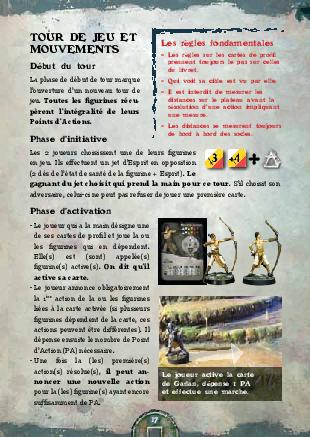 TOUR DE JEU ET
MOUVEMENTS
Début du tour
La phase de début de tour marque
l'ouverture d'un nouveau tour de
jeu. Toutes les figurines récu-
pèrent l'intégralité de leurs
Points d'Actions.
Les règles fondamentales
- Les règles sur les cartes de profil
prennent toujours le pas sur celles
de livret.
- Qui voit sa cible est vu par elle.
- Il est interdit de mesurer les
distances sur le plateau avant la
résolution d'une action impliquant
une mesure.
- Les distances se mesurent toujours
de bord à bord des socles.
Phase d'initiative
Les 2 joueurs choisissent une de leurs figurines
en jeu. Ils effectuent un jet d'Esprit en opposition
(2 dés de l'état de santé de la figurine + Esprit). Le
gagnant du jet choisit qui prend la main pour ce tour. S'il choisit son
adversaire, celui-ci ne peut pas refuser de jouer une première carte.
Phase d'activation
- Le joueur qui a la main désigne une
de ses cartes de profil et joue la ou
les figurines qui en dépendent.
Elle(s) est (sont) appelée(s)
figurine(s) active(s). On dit qu'il
active sa carte.
- Le joueur annonce obligatoirement
la 1ère action de la ou les figurines
liées à la carte activée (si plusieurs
figurines dépendent de la carte, ces
actions peuvent être différentes). Il
dépense ensuite le nombre de Point
d'Action (PA) nécessaire.
- Une fois la (les) première(s)
action(s) résolue(s), il peut an-
noncer une nouvelle action
pour la (les) figurine(s) ayant encore
suffisamment de PA.
Le joueur active la carte
de Garlan, dépense 1 PA
et effectue une marche.
17